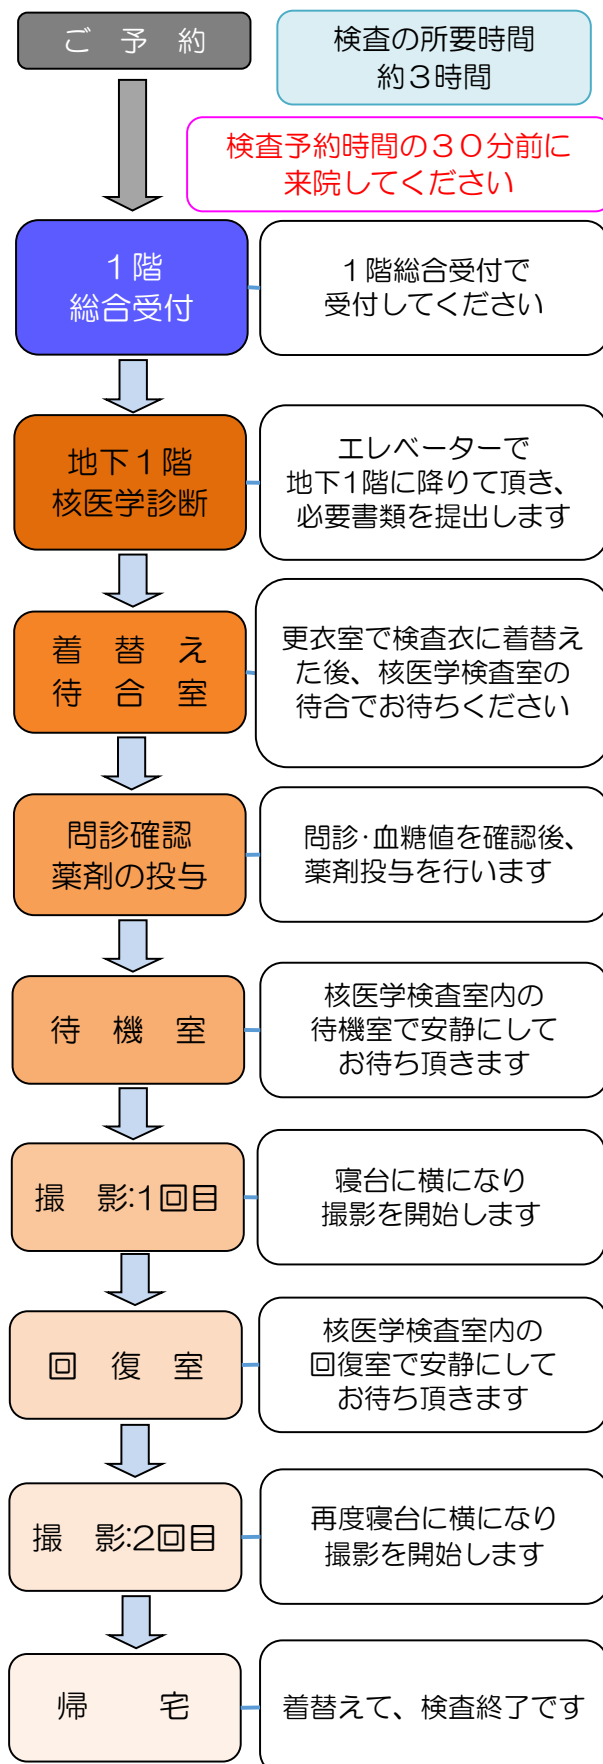 ご　予　約
検査の所要時間
約３時間
検査予約時間の３０分前に
来院してください
１階
総合受付
１階総合受付で
受付してください
地下１階
核医学診断
エレベーターで
地下1階に降りて頂き、
必要書類を提出します
着　替　え
待　合　室
更衣室で検査衣に着替え
た後、核医学検査室の
待合でお待ちください
問診確認
薬剤の投与
問診・血糖値を確認後、
薬剤投与を行います
待　機　室
核医学検査室内の
待機室で安静にして
お待ち頂きます
撮　影:1回目
寝台に横になり
撮影を開始します
回　復　室
核医学検査室内の
回復室で安静にして
お待ち頂きます
撮　影:2回目
再度寝台に横になり
撮影を開始します
帰　　宅
着替えて、検査終了です